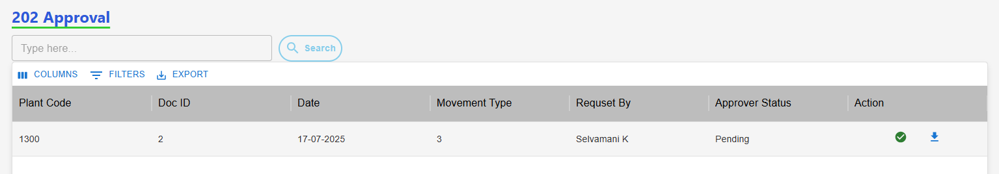 202 Approval
Type here...
Search
COLUMNS FILTERS EXPORT
Plant Code Doc ID Date Movement Type Requset By Approver Status Action
1300 2 17-07-2025 3 Selvamani K Pending